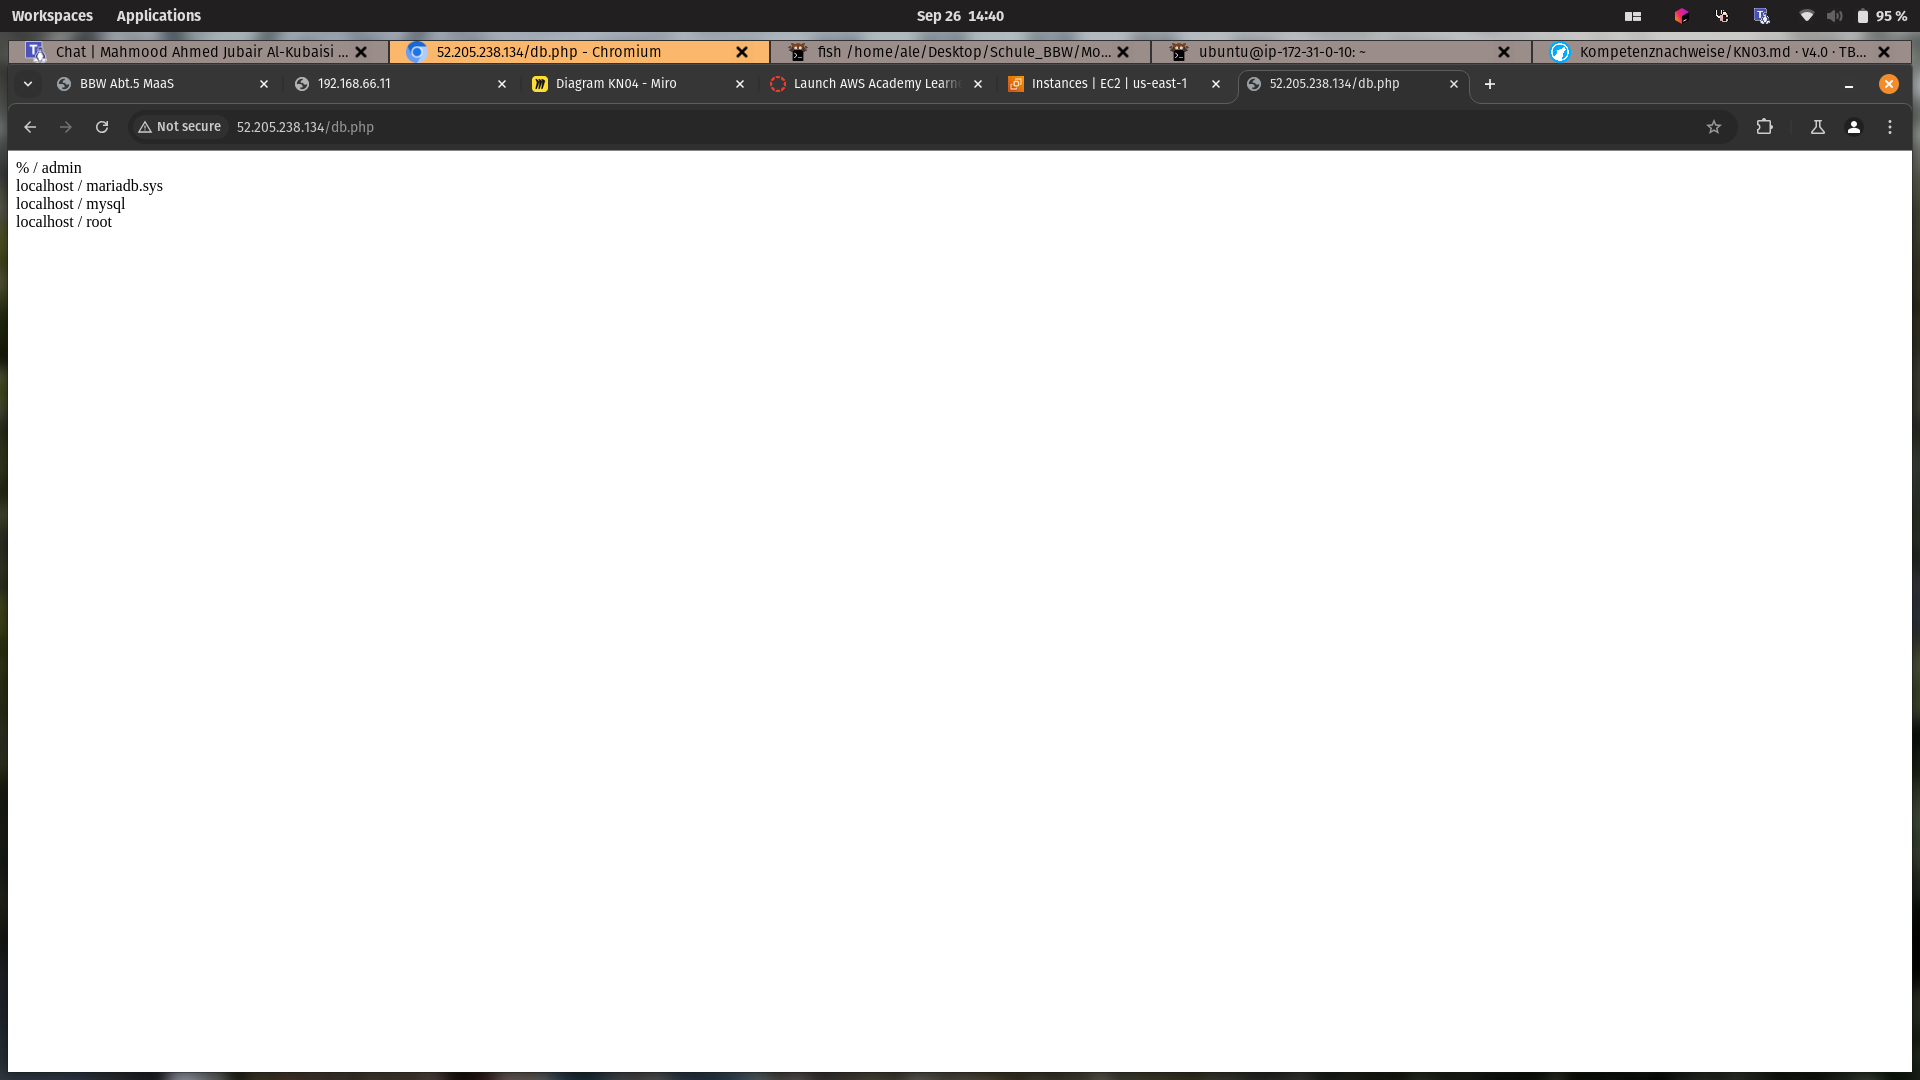 Workspaces Applications Sep 26 14:40 95 %
Chat | Mahmood Ahmed Jubair Al-Kubaisi ... 52.205.238.134/db.php - Chromium fish /home/ale/Desktop/Schule_BBW/Mo... ubuntu@ip-172-31-0-10: ~ Kompetenznachweise/KN03.md · v4.0 · TB...
BBW Abt.5 MaaS 192.168.66.11 Diagram KN04 - Miro Launch AWS Academy Learn Instances | EC2 | us-east-1 52.205.238.134/db.php
Not secure 52.205.238.134/db.php
% / admin
localhost / mariadb.sys
localhost / mysql
localhost / root